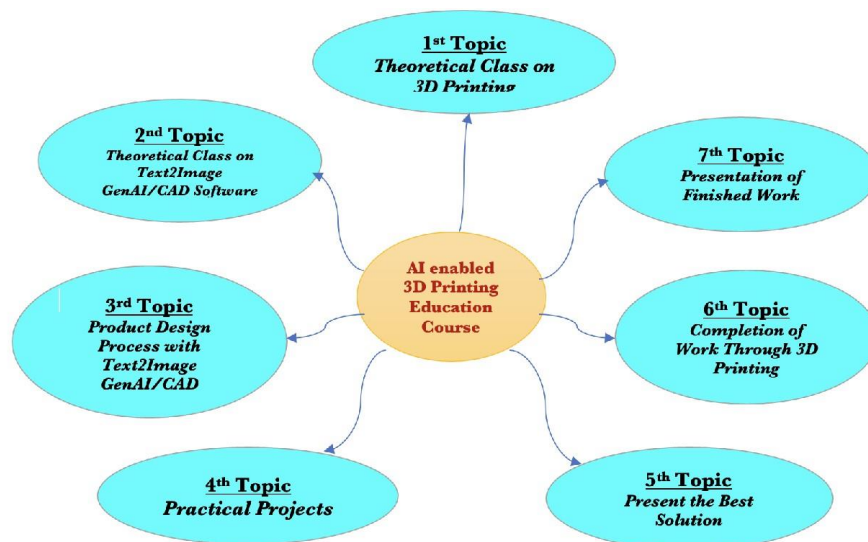 1st Topic
Theoretical Class on
3D Printing
2nd Topic
Theoretical Class on
Text2Image
GenAI/CAD Software
7th Topic
Presentation of
Finished Work
AI enabled
3D Printing
Education
Course
3rd Topic
Product Design
Process with
Text2Image
GenAI/CAD
6th Topic
Completion of
Work Through 3D
Printing
4th Topic
Practical Projects
5th Topic
Present the Best
Solution